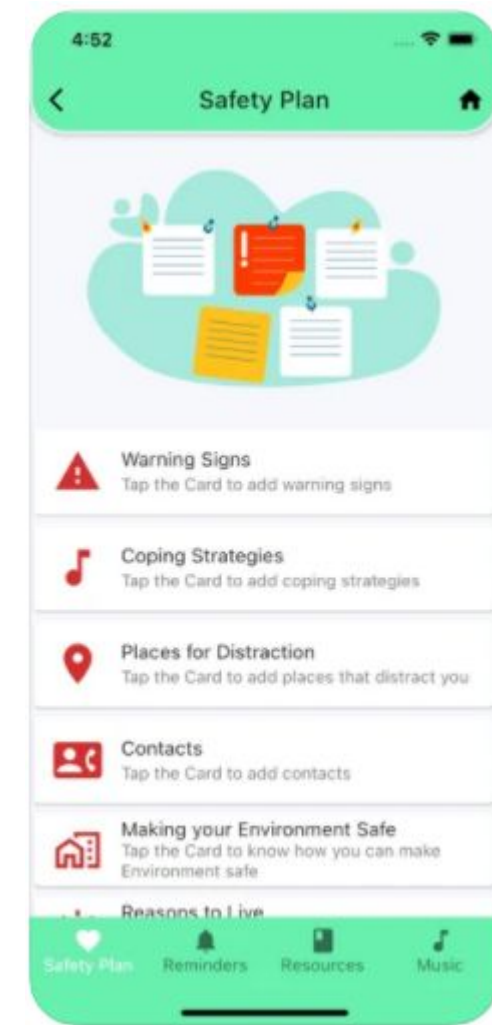 4:52
Safety Plan
Warning Signs
Tap the Card to add warning signs
Coping Strategies
Tap the Card to add coping strategies
Places for Distraction
Tap the Card to add places that distract you
Contacts
Tap the Card to add contacts
Making your Environment Safe
Tap the Card to know how you can make
Environment safe
Reasons to Live
Safety Plan Reminders Resources Music